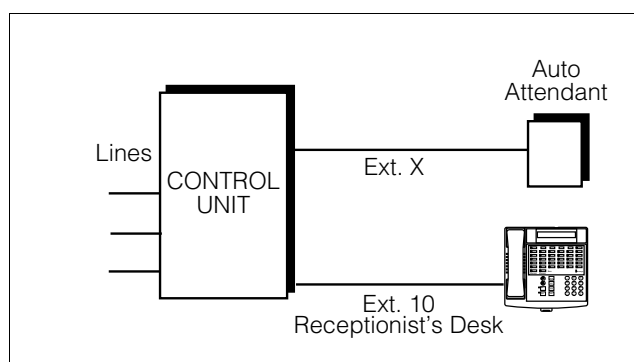 Auto
Attendant
Lines
CONTROL
UNIT
Ext. X
Ext. 10
Receptionist's Desk